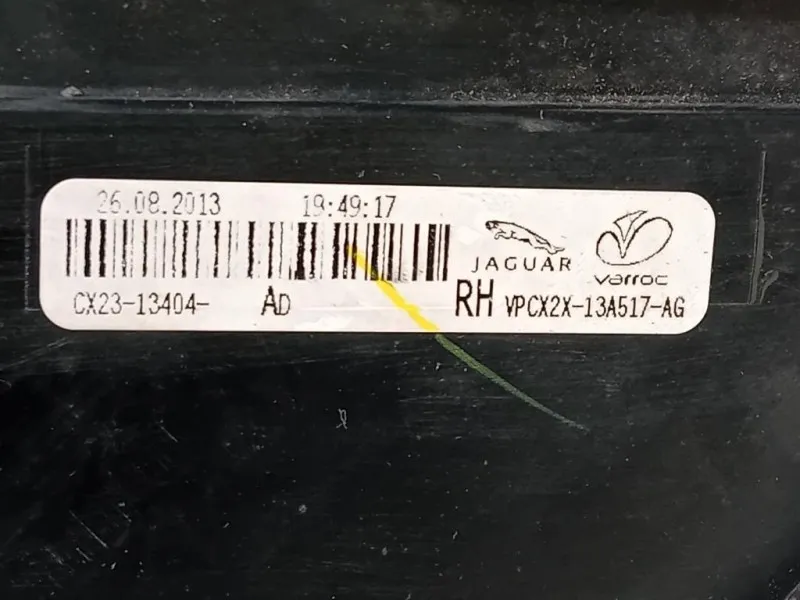 26.08.2013 19:49:17
JAGUAR varroc
CX23-13404- AD RH VPCX2X-13A517-AG